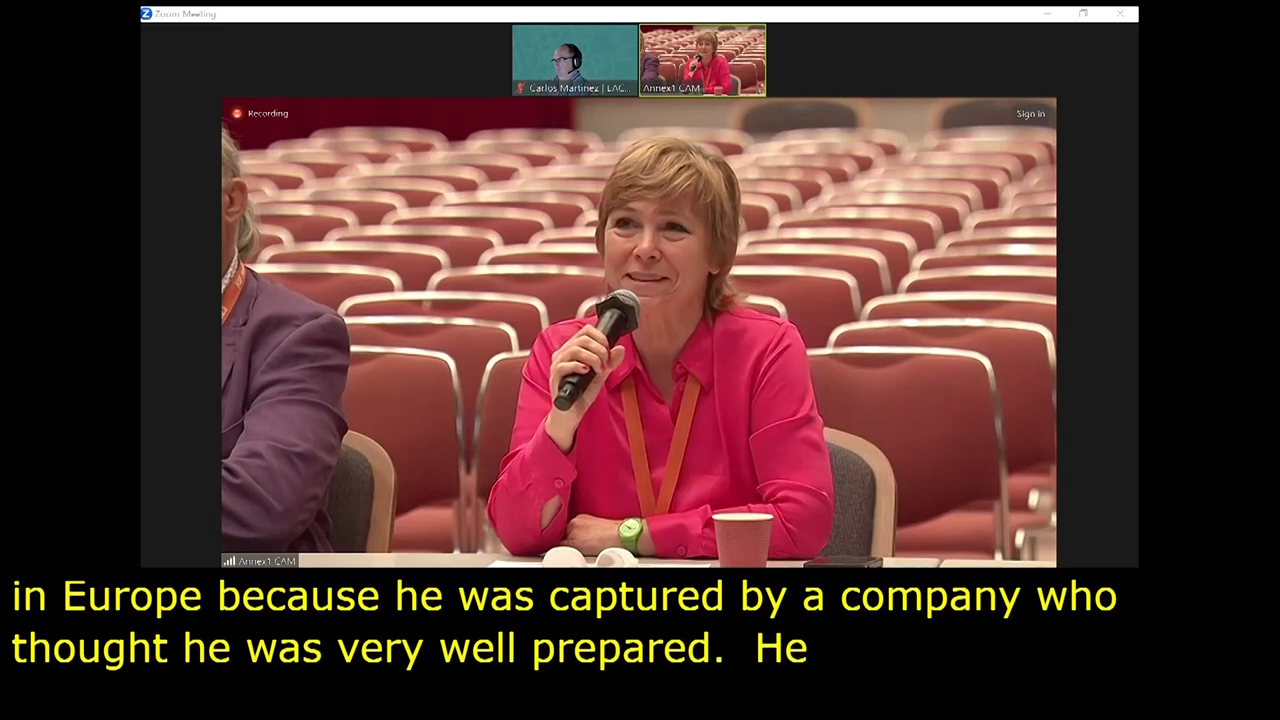 Zoom Meeting
Carlos Martinez | LAC...
Annex1 CAM
Recording
Sign in
Annex1 CAM
in Europe because he was captured by a company who
thought he was very well prepared.  He